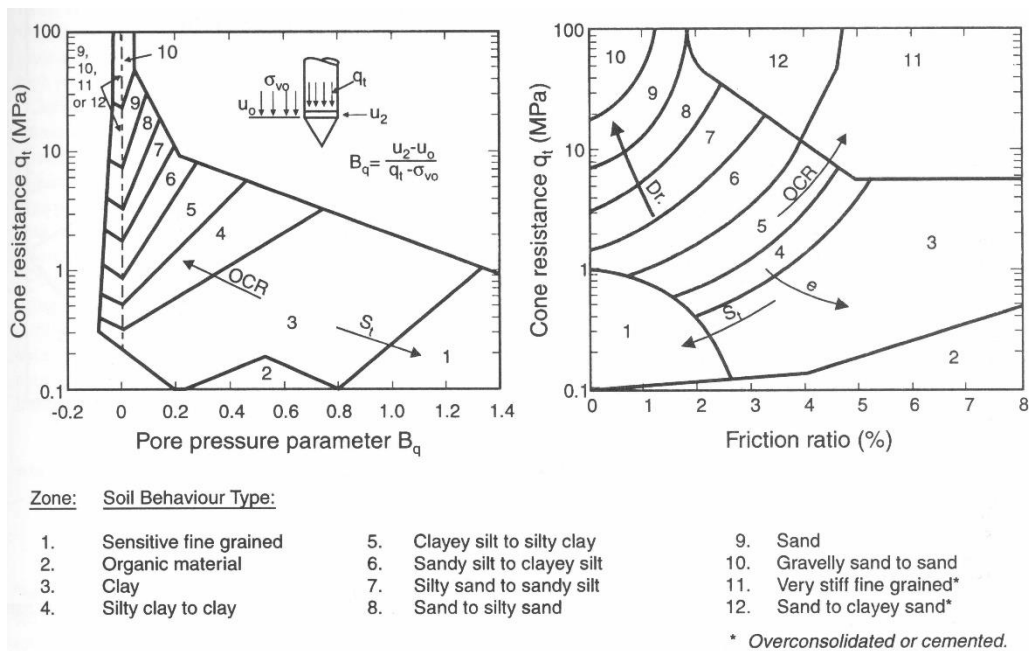 100
10
1
0.1
Cone resistance qt (MPa)
9,
10,
11
or 12
10
9
8
7
6
5
4
3
2
1
OCR
St
σvo
qt
uo
u2
Bq= u2-uo
qt -σvo
-0.2 0 0.2 0.4 0.6 0.8 1.0 1.2 1.4
Pore pressure parameter Bq
100
10
1
0.1
Cone resistance qt (MPa)
10
9
8
7
6
5
4
3
2
1
12
11
Dr.
OCR
e
St
0 1 2 3 4 5 6 7 8
Friction ratio (%)
Zone: Soil Behaviour Type:
1. Sensitive fine grained
2. Organic material
3. Clay
4. Silty clay to clay
5. Clayey silt to silty clay
6. Sandy silt to clayey silt
7. Silty sand to sandy silt
8. Sand to silty sand
9. Sand
10. Gravelly sand to sand
11. Very stiff fine grained*
12. Sand to clayey sand*
* Overconsolidated or cemented.